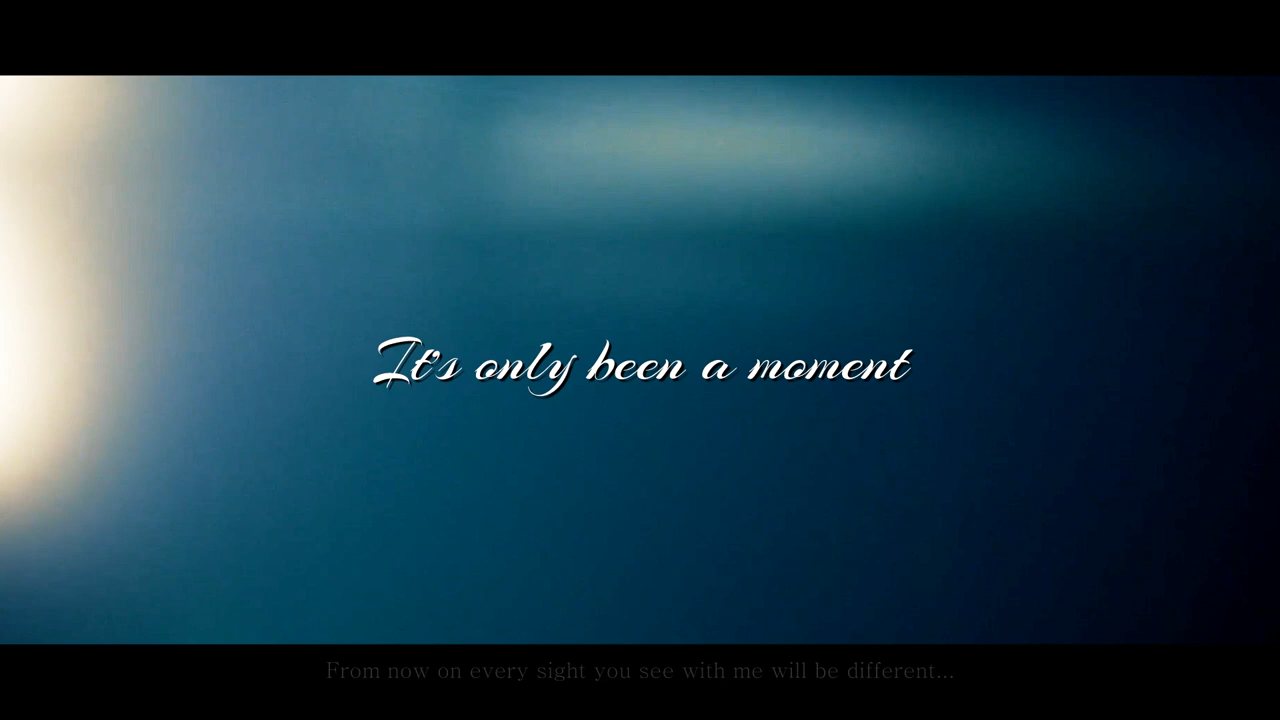 It's only been a moment
From now on every sight you see with me will be different...